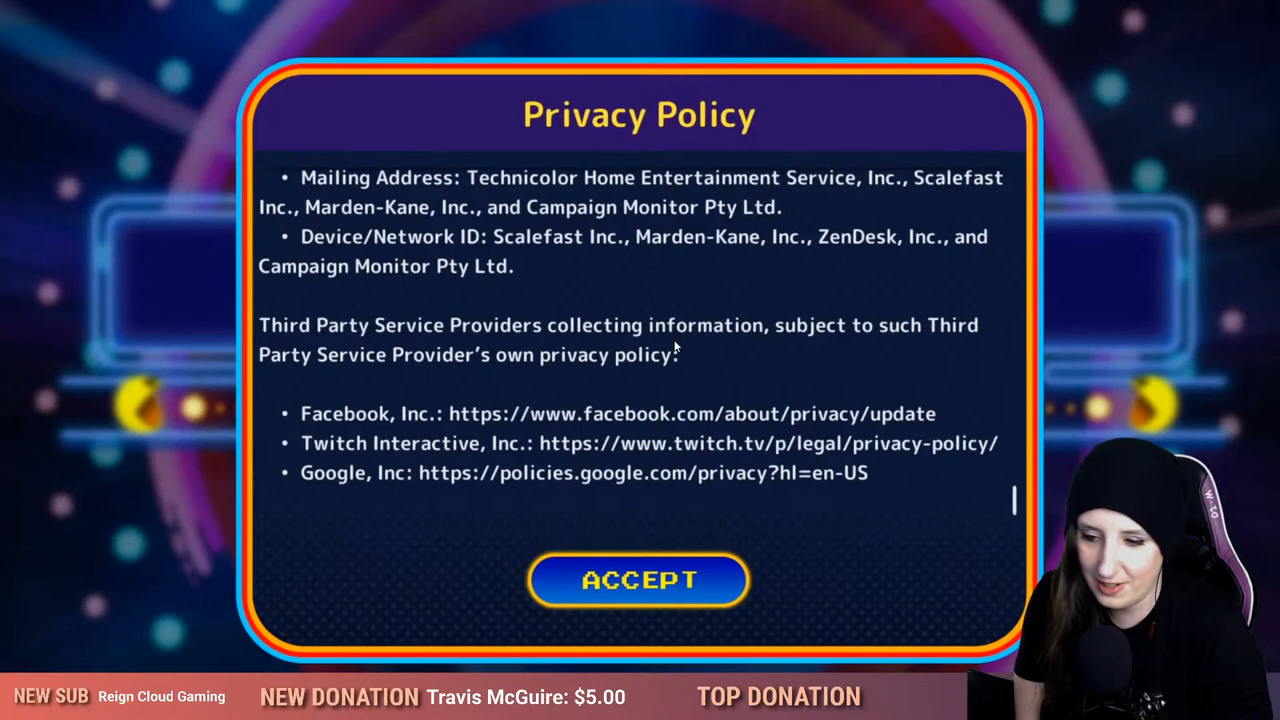 Privacy Policy
• Mailing Address: Technicolor Home Entertainment Service, Inc., Scalefast
Inc., Marden-Kane, Inc., and Campaign Monitor Pty Ltd.
• Device/Network ID: Scalefast Inc., Marden-Kane, Inc., ZenDesk, Inc., and
Campaign Monitor Pty Ltd.
Third Party Service Providers collecting information, subject to such Third
Party Service Provider’s own privacy policy:
• Facebook, Inc.: https://www.facebook.com/about/privacy/update
• Twitch Interactive, Inc.: https://www.twitch.tv/p/legal/privacy-policy/
• Google, Inc: https://policies.google.com/privacy?hl=en-US
ACCEPT
NEW SUB Reign Cloud Gaming NEW DONATION Travis McGuire: $5.00 TOP DONATION